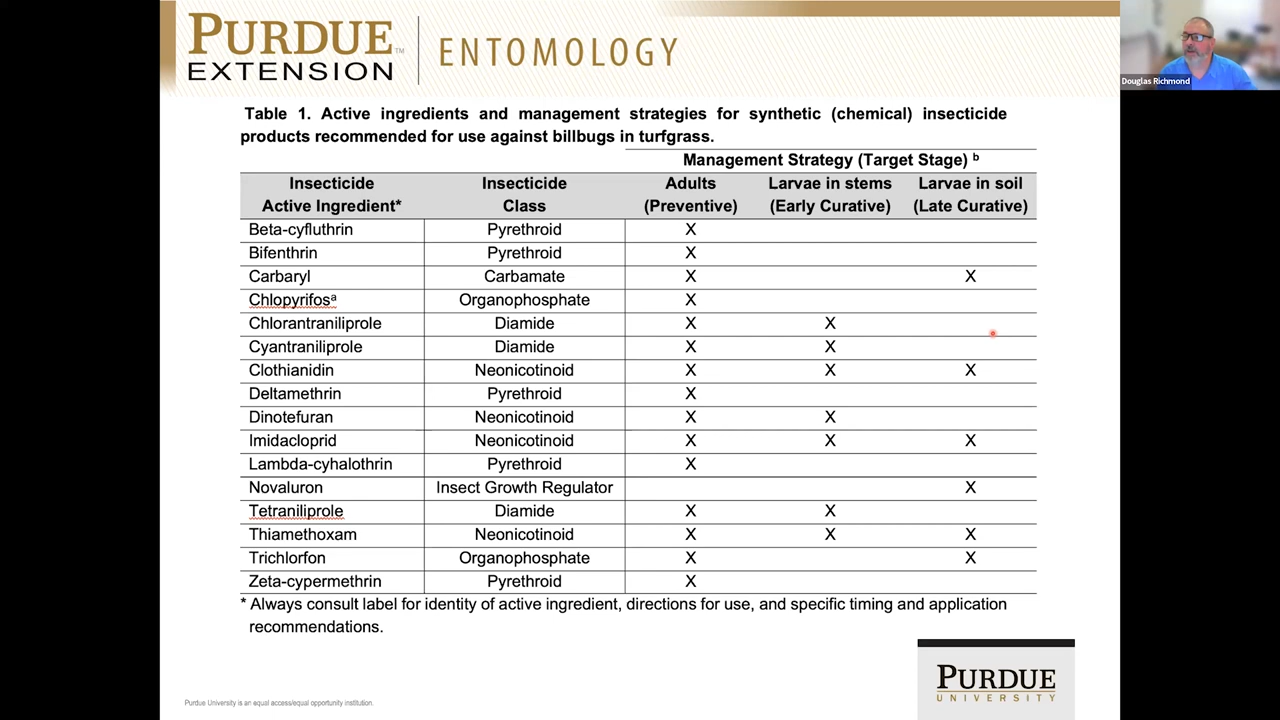 PURDUE™
EXTENSION
ENTOMOLOGY
Douglas Richmond
Table 1. Active ingredients and management strategies for synthetic (chemical) insecticide
products recommended for use against billbugs in turfgrass.
Management Strategy (Target Stage) ᵇ
Insecticide Insecticide Adults Larvae in stems Larvae in soil
Active Ingredient* Class (Preventive) (Early Curative) (Late Curative)
Beta-cyfluthrin Pyrethroid X
Bifenthrin Pyrethroid X
Carbaryl Carbamate X X
Chlopyrifosᵃ Organophosphate X
Chlorantraniliprole Diamide X X
Cyantraniliprole Diamide X X
Clothianidin Neonicotinoid X X X
Deltamethrin Pyrethroid X
Dinotefuran Neonicotinoid X X
Imidacloprid Neonicotinoid X X X
Lambda-cyhalothrin Pyrethroid X
Novaluron Insect Growth Regulator X
Tetraniliprole Diamide X X
Thiamethoxam Neonicotinoid X X X
Trichlorfon Organophosphate X X
Zeta-cypermethrin Pyrethroid X
* Always consult label for identity of active ingredient, directions for use, and specific timing and application
recommendations.
PURDUE
UNIVERSITY
Purdue University is an equal access/equal opportunity institution.